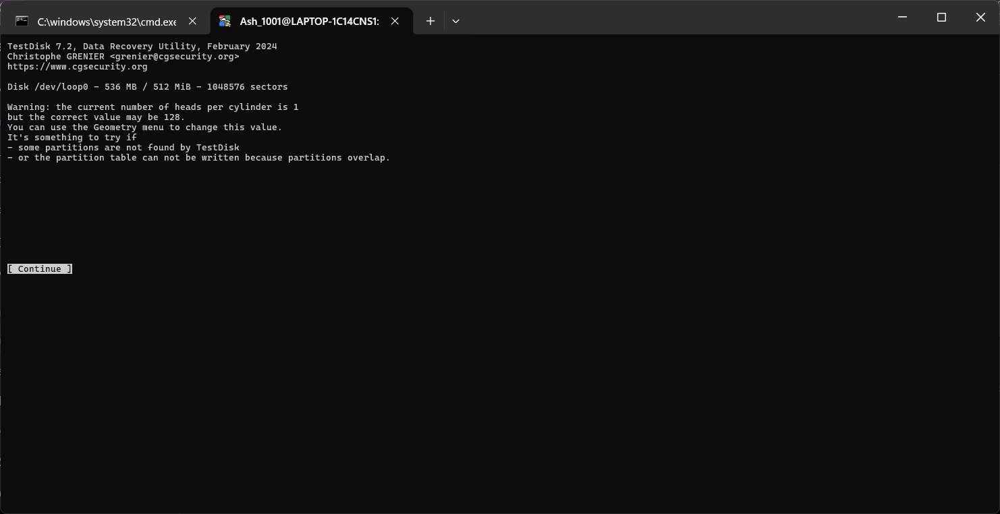 C:\windows\system32\cmd.exe
Ash_1001@LAPTOP-1C14CNS1:
TestDisk 7.2, Data Recovery Utility, February 2024
Christophe GRENIER <grenier@cgsecurity.org>
https://www.cgsecurity.org
Disk /dev/loop0 - 536 MB / 512 MiB - 1048576 sectors
Warning: the current number of heads per cylinder is 1
but the correct value may be 128.
You can use the Geometry menu to change this value.
It's something to try if
- some partitions are not found by TestDisk
- or the partition table can not be written because partitions overlap.
[ Continue ]